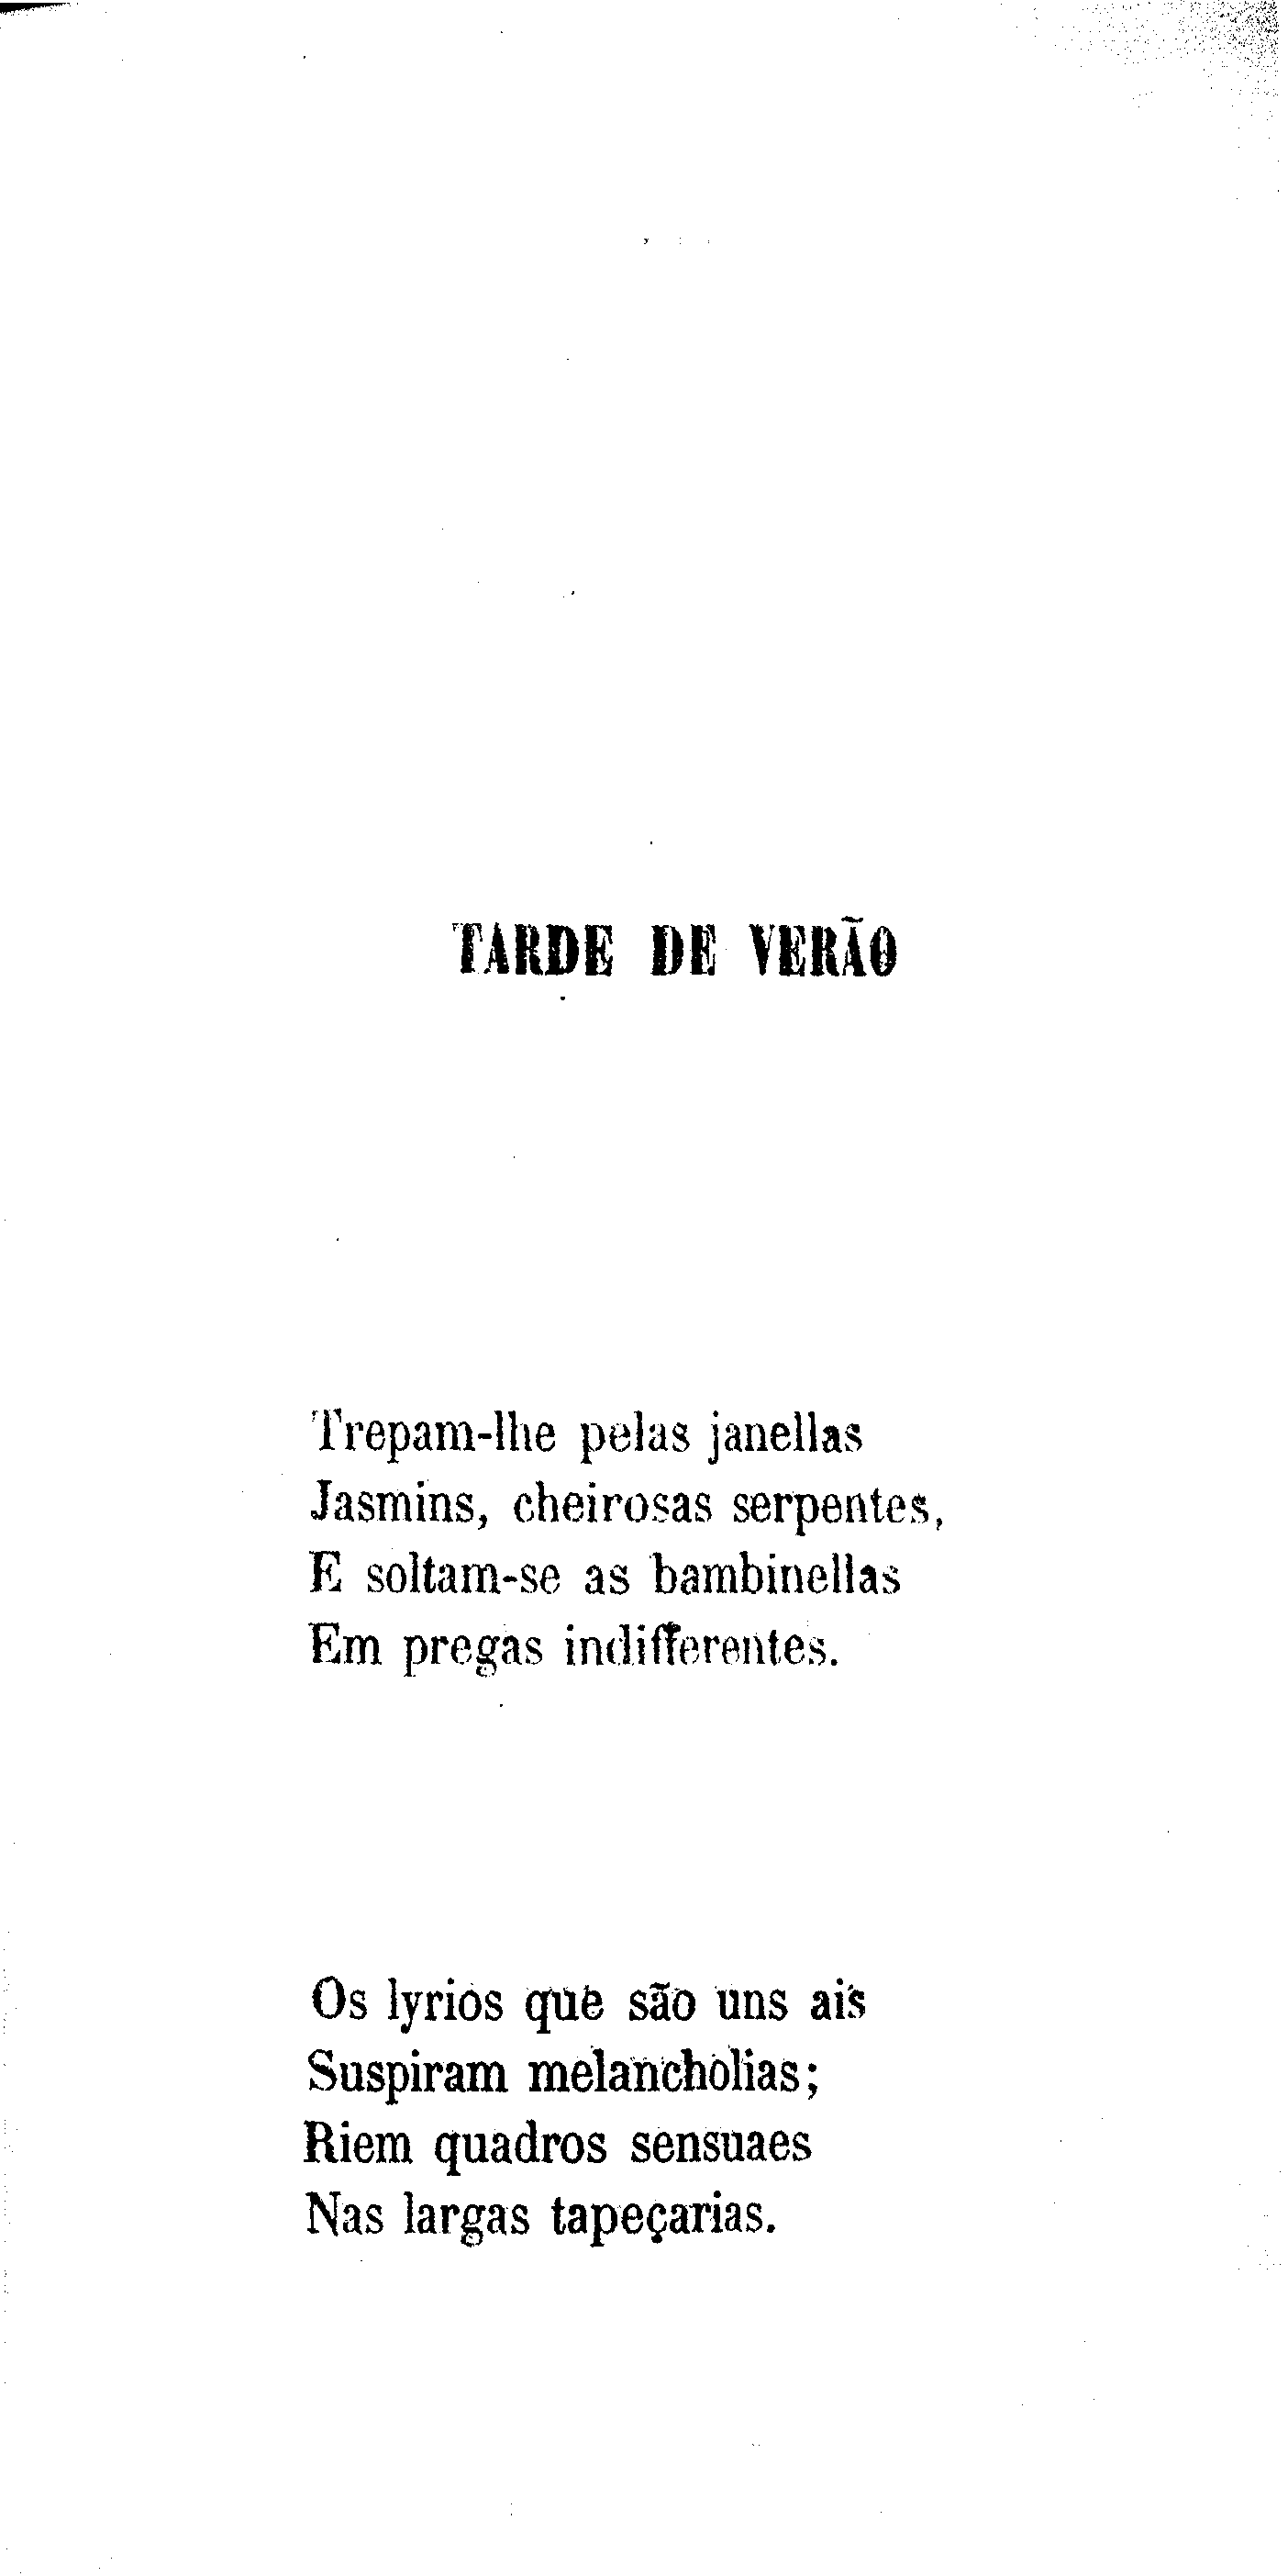 TARDE DE VERÃO
Trepam-lhe pelas janellas
Jasmins, cheirosas serpentes,
E soltam-se as bambinellas
Em pregas indifferentes.
Os lyrios que são uns ais
Suspiram melancholias;
Riem quadros sensuaes
Nas largas tapeçarias.